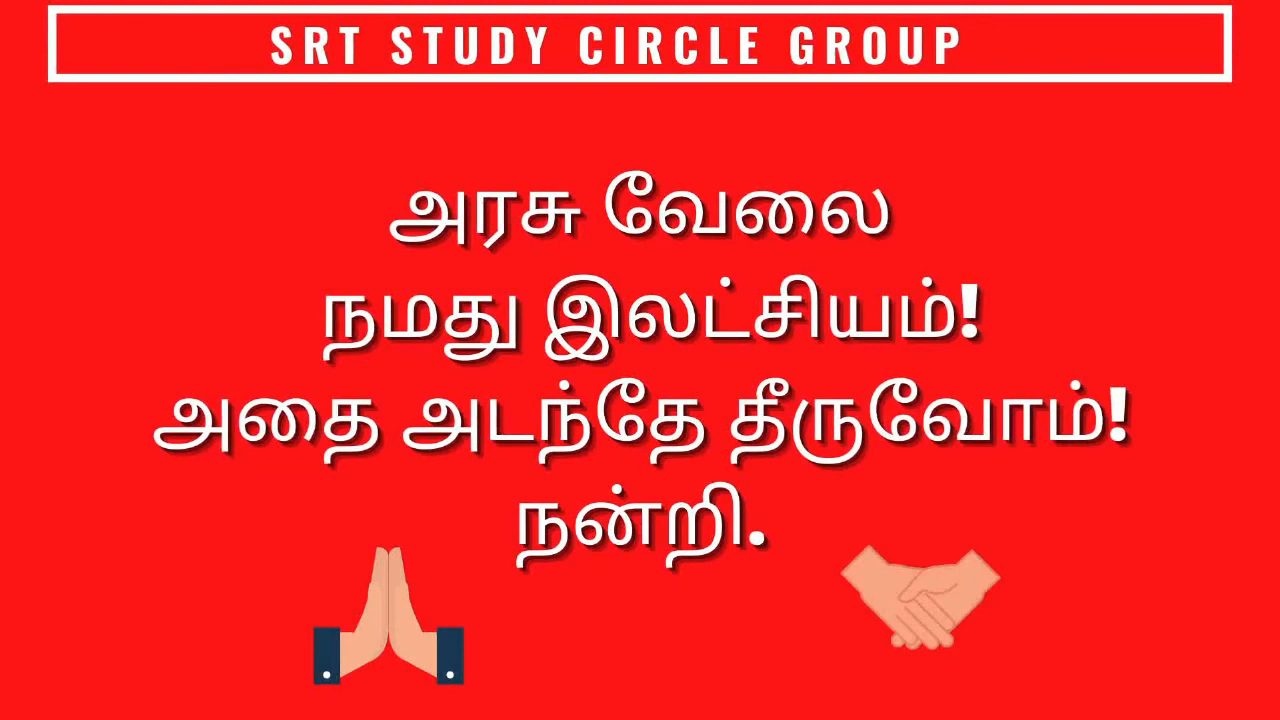 SRT STUDY CIRCLE GROUP
அரசு வேலை
நமது இலட்சியம்!
அதை அடந்தே தீருவோம்!
நன்றி.